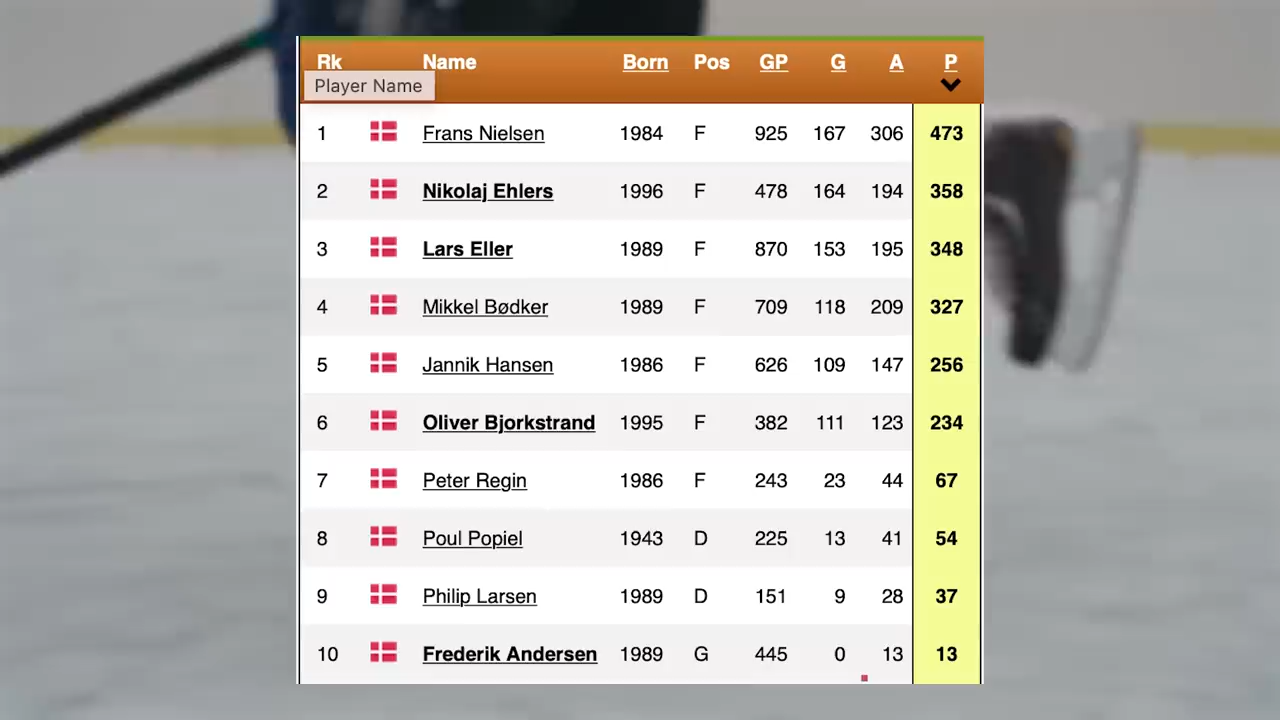 Rk Name Born Pos GP G A P
Player Name
1 Frans Nielsen 1984 F 925 167 306 473
2 Nikolaj Ehlers 1996 F 478 164 194 358
3 Lars Eller 1989 F 870 153 195 348
4 Mikkel Bødker 1989 F 709 118 209 327
5 Jannik Hansen 1986 F 626 109 147 256
6 Oliver Bjorkstrand 1995 F 382 111 123 234
7 Peter Regin 1986 F 243 23 44 67
8 Poul Popiel 1943 D 225 13 41 54
9 Philip Larsen 1989 D 151 9 28 37
10 Frederik Andersen 1989 G 445 0 13 13